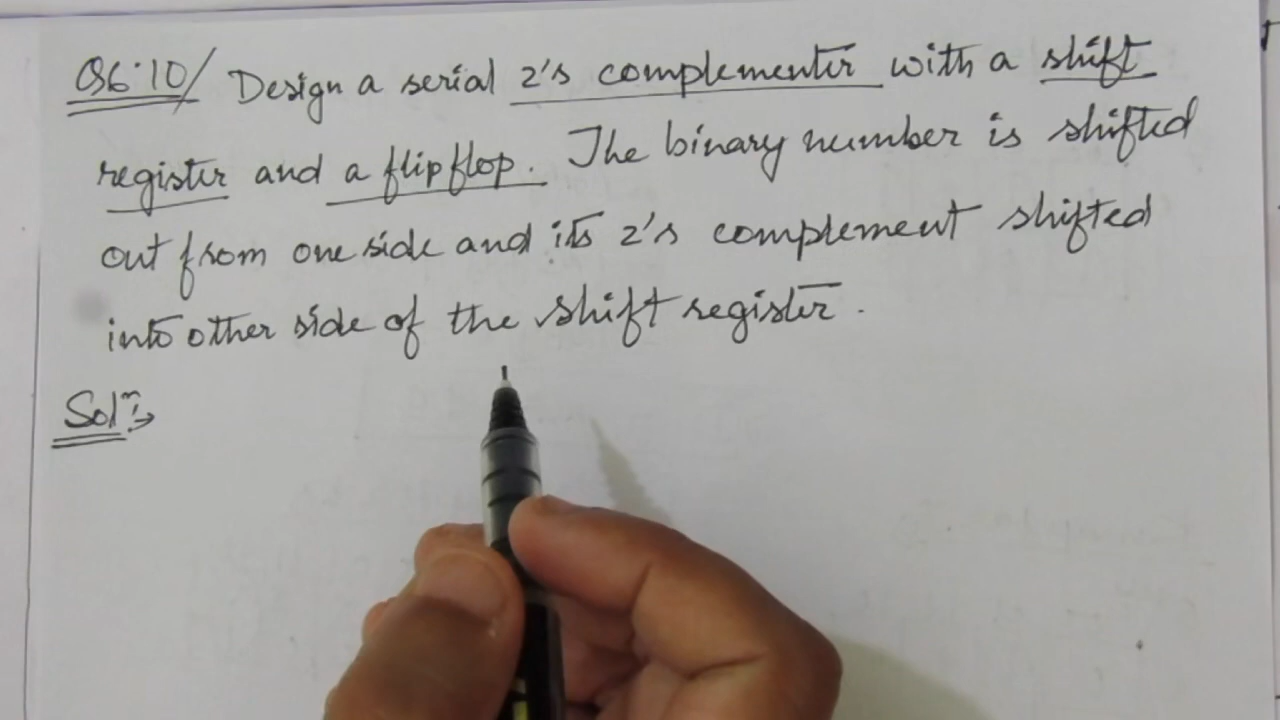 Q6.10/ Design a serial 2's complementer with a shift
register and a flipflop. The binary number is shifted
out from one side and its 2's complement shifted
into other side of the shift register.
Solⁿ:→